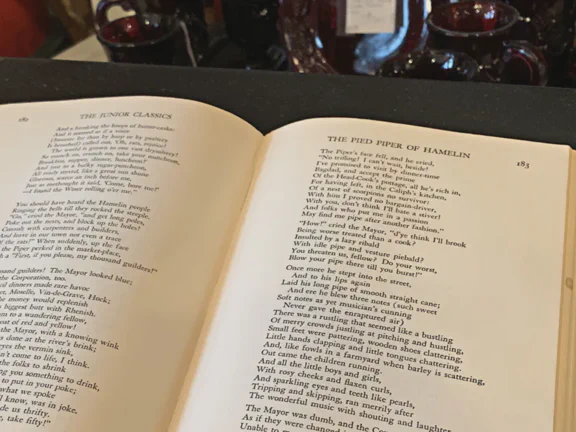 182
THE JUNIOR CLASSICS
And a breaking the hoops of butter-casks:
And it seemed as if a voice
(Sweeter far than by harp or by psaltery
Is breathed) called out, 'Oh, rats, rejoice!
The world is grown to one vast drysaltery!
So munch on, crunch on, take your nuncheon,
Breakfast, supper, dinner, luncheon!'
And just as a bulky sugar-puncheon,
All ready staved, like a great sun shone
Glorious, scarce an inch before me,
Just as methought it said, 'Come, bore me!'
—I found the Weser rolling o'er me."
You should have heard the Hamelin people
Ringing the bells till they rocked the steeple,
"Go," cried the Mayor, "and get long poles,
Poke out the nests, and block up the holes!
Consult with carpenters and builders,
And leave in our town not even a trace
Of the rats!" When suddenly, up the face
Of the Piper perked in the market-place,
With a "First, if you please, my thousand guilders!"
thousand guilders! The Mayor looked blue;
the Corporation, too.
dinners made rare havoc
Moselle, Vin-de-Grave, Hock;
the money would replenish
biggest butt with Rhenish.
to a wandering fellow,
coat of red and yellow!
the Mayor, with a knowing wink
done at the river's brink;
eyes the vermin sink,
can't come to life, I think.
the folks to shrink
you something to drink,
to put in your poke;
what we spoke
know, was in joke,
made us thrifty.
take fifty!"
THE PIED PIPER OF HAMELIN
183
The Piper's face fell, and he cried,
"No trifling! I can't wait, beside!
I've promised to visit by dinner-time
Bagdad, and accept the prime
Of the Head-Cook's pottage, all he's rich in,
For having left, in the Caliph's kitchen,
Of a nest of scorpions no survivor:
With him I proved no bargain-driver,
With you, don't think I'll bate a stiver!
And folks who put me in a passion
May find me pipe after another fashion."
"How?" cried the Mayor, "d'ye think I'll brook
Being worse treated than a cook?
Insulted by a lazy ribald
With idle pipe and vesture piebald?
You threaten us, fellow? Do your worst,
Blow your pipe there till you burst!"
Once more he stept into the street,
And to his lips again
Laid his long pipe of smooth straight cane;
And ere he blew three notes (such sweet
Soft notes as yet musician's cunning
Never gave the enraptured air)
There was a rustling that seemed like a bustling
Of merry crowds justling at pitching and hustling,
Small feet were pattering, wooden shoes clattering,
Little hands clapping and little tongues chattering.
And, like fowls in a farmyard when barley is scattering,
Out came the children running.
And all the little boys and girls,
With rosy cheeks and flaxen curls,
And sparkling eyes and teeth like pearls,
Tripping and skipping, ran merrily after
The wonderful music with shouting and laughter.
The Mayor was dumb, and the
As if they were changed
Unable to